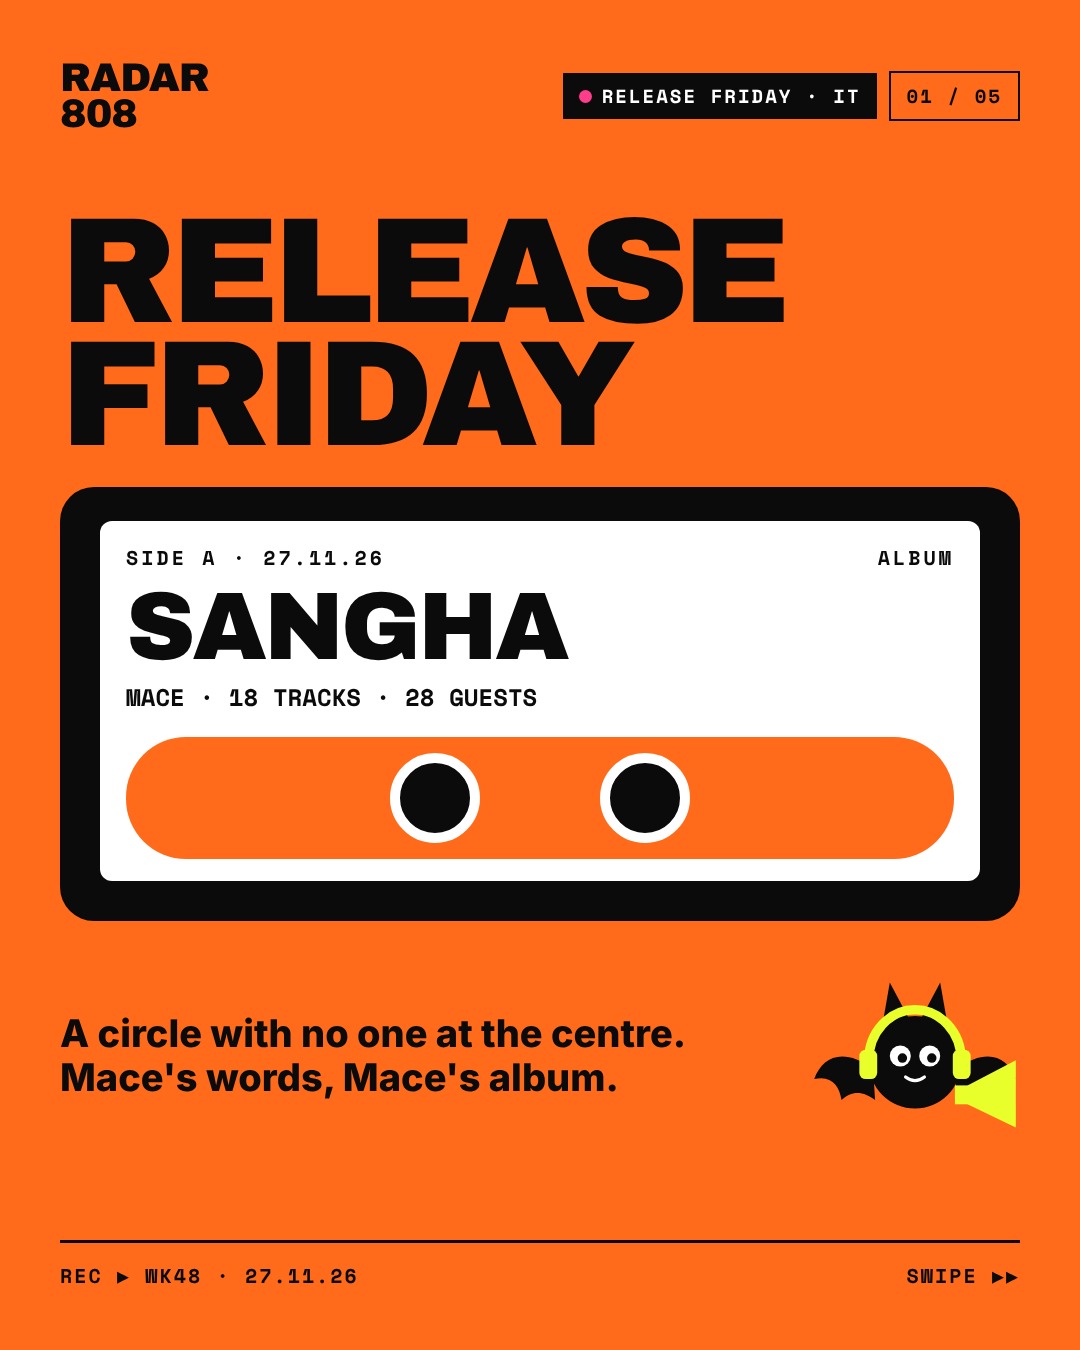 RADAR
808
RELEASE FRIDAY · IT
01 / 05
RELEASE
FRIDAY
SIDE A · 27.11.26
ALBUM
SANGHA
MACE · 18 TRACKS · 28 GUESTS
A circle with no one at the centre.
Mace's words, Mace's album.
REC ▶ WK48 · 27.11.26
SWIPE ▶▶